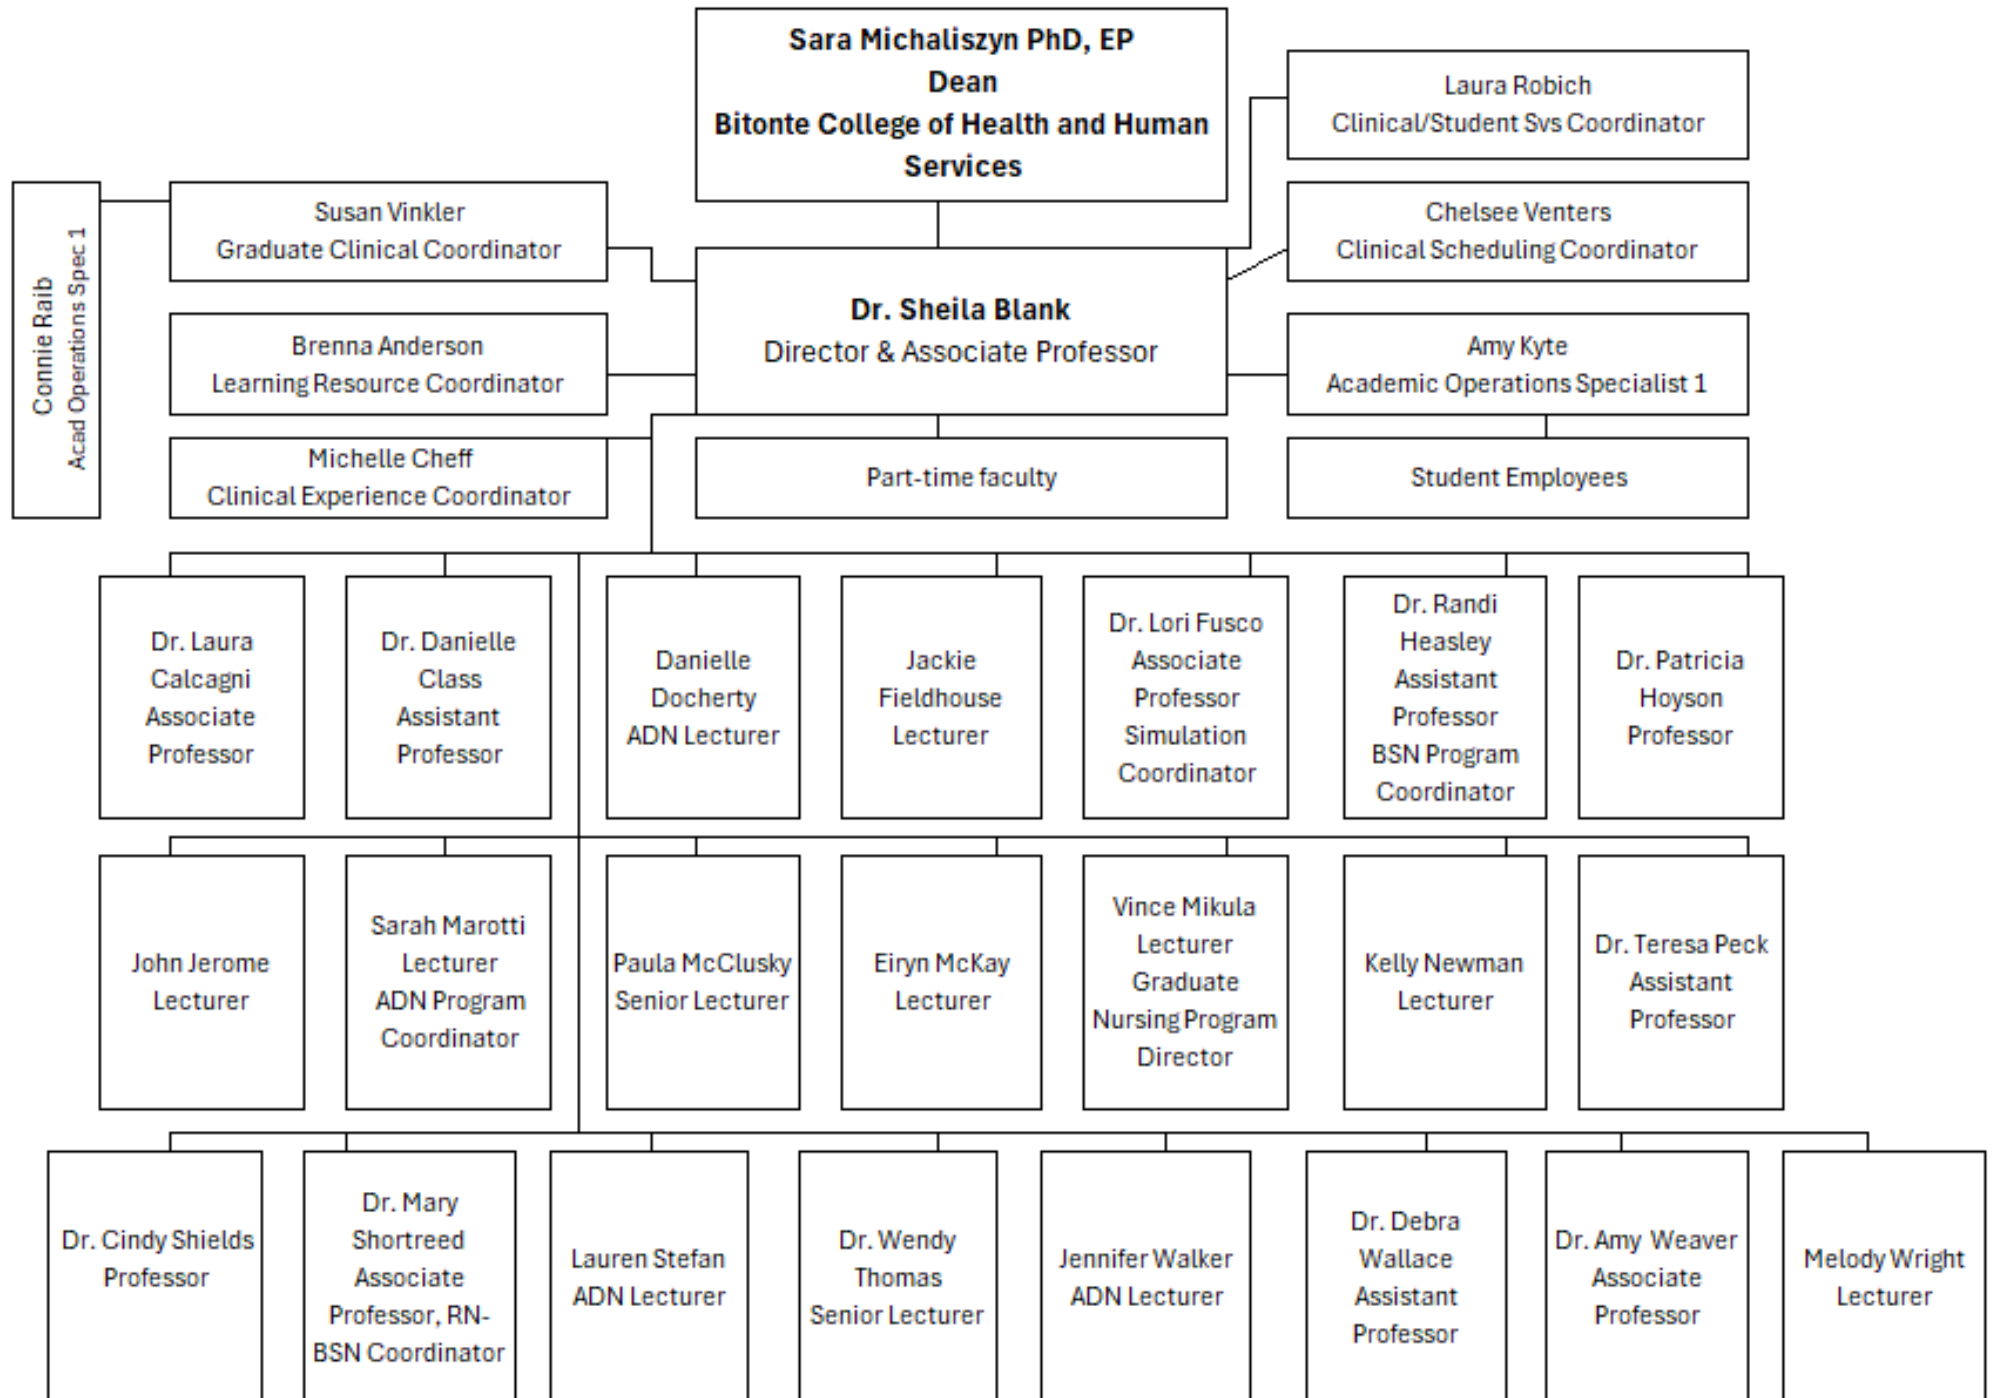 Sara Michaliszyn PhD, EP
Dean
Bitonte College of Health and Human
Services
Laura Robich
Clinical/Student Svs Coordinator
Connie Raib
Acad Operations Spec 1
Susan Vinkler
Graduate Clinical Coordinator
Chelsee Venters
Clinical Scheduling Coordinator
Dr. Sheila Blank
Director & Associate Professor
Brenna Anderson
Learning Resource Coordinator
Amy Kyte
Academic Operations Specialist 1
Michelle Cheff
Clinical Experience Coordinator
Part-time faculty
Student Employees
Dr. Laura
Calcagni
Associate
Professor
Dr. Danielle
Class
Assistant
Professor
Danielle
Docherty
ADN Lecturer
Jackie
Fieldhouse
Lecturer
Dr. Lori Fusco
Associate
Professor
Simulation
Coordinator
Dr. Randi
Heasley
Assistant
Professor
BSN Program
Coordinator
Dr. Patricia
Hoyson
Professor
John Jerome
Lecturer
Sarah Marotti
Lecturer
ADN Program
Coordinator
Paula McClusky
Senior Lecturer
Eiryn McKay
Lecturer
Vince Mikula
Lecturer
Graduate
Nursing Program
Director
Kelly Newman
Lecturer
Dr. Teresa Peck
Assistant
Professor
Dr. Cindy Shields
Professor
Dr. Mary
Shortreed
Associate
Professor, RN-
BSN Coordinator
Lauren Stefan
ADN Lecturer
Dr. Wendy
Thomas
Senior Lecturer
Jennifer Walker
ADN Lecturer
Dr. Debra
Wallace
Assistant
Professor
Dr. Amy Weaver
Associate
Professor
Melody Wright
Lecturer